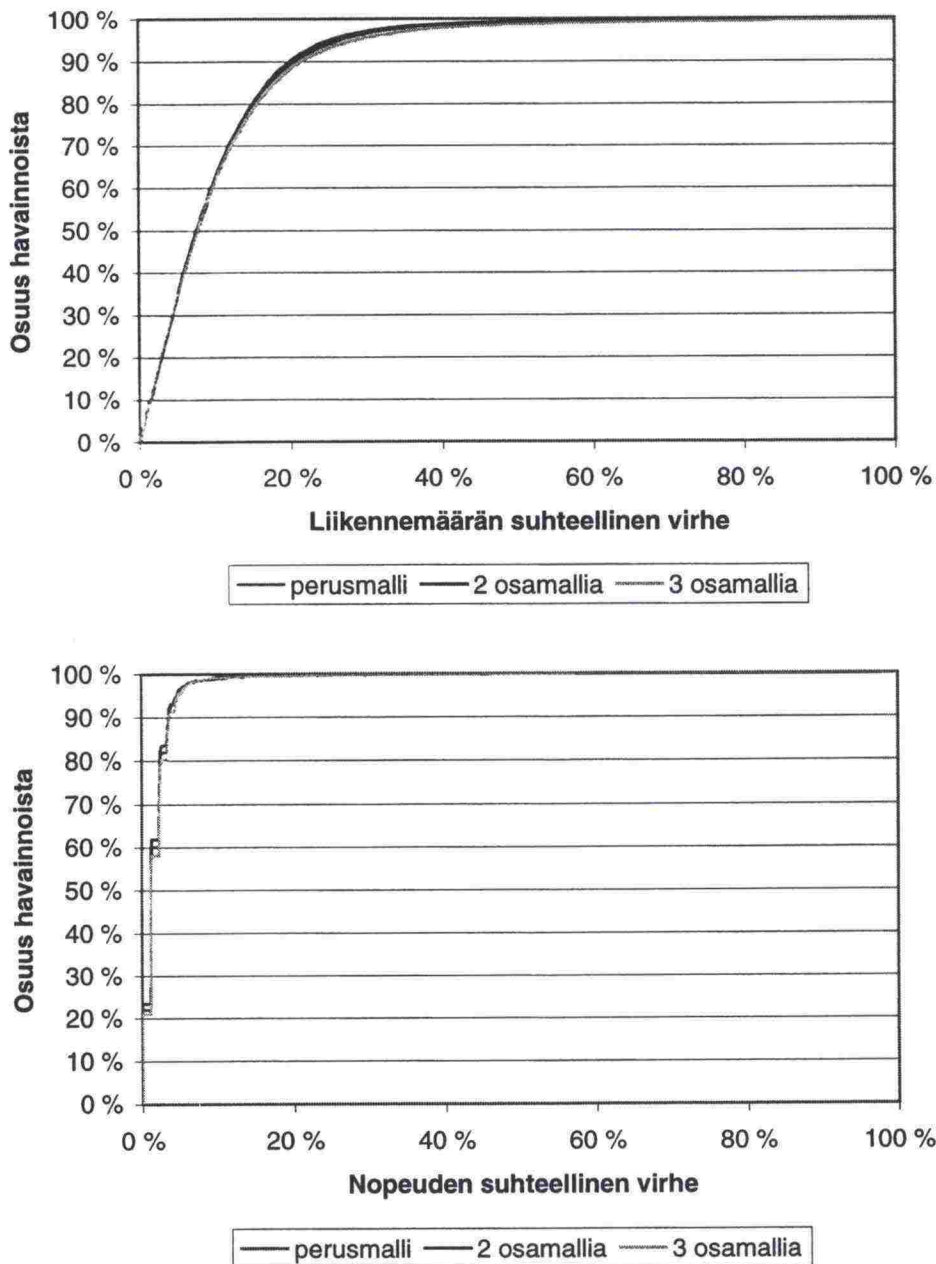 100 %
90 %
80 %
70 %
60 %
50 %
40 %
30 %
20 %
10 %
0 %
Osuus havainnoista
0 % 20 % 40 % 60 % 80 % 100 %
Liikennemäärän suhteellinen virhe
perusmalli 2 osamallia 3 osamallia
100 %
90 %
80 %
70 %
60 %
50 %
40 %
30 %
20 %
10 %
0 %
Osuus havainnoista
0 % 20 % 40 % 60 % 80 % 100 %
Nopeuden suhteellinen virhe
perusmalli 2 osamallia 3 osamallia